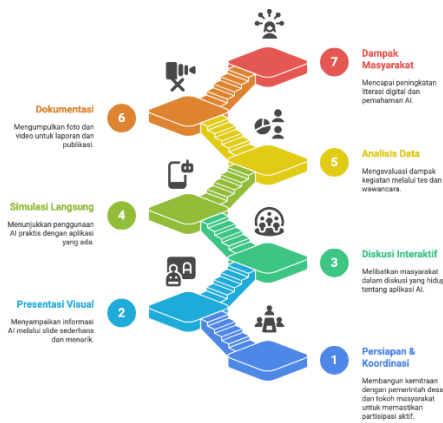 7
Dampak
Masyarakat
Mencapai peningkatan
literasi digital dan
pemahaman AI.
Dokumentasi
6
Mengumpulkan foto dan
video untuk laporan dan
publikasi.
5
Analisis Data
Mengevaluasi dampak
kegiatan melalui tes dan
wawancara.
Simulasi Langsung
4
Menunjukkan penggunaan
AI praktis dengan aplikasi
yang ada.
3
Diskusi Interaktif
Melibatkan masyarakat
dalam diskusi yang hidup
tentang aplikasi AI.
A
Presentasi Visual
2
Menyampaikan informasi
AI melalui slide sederhana
dan menarik.
1
Persiapan &
Koordinasi
Membangun kemitraan
dengan pemerintah desa
dan tokoh masyarakat
untuk memastikan
partisipasi aktif.